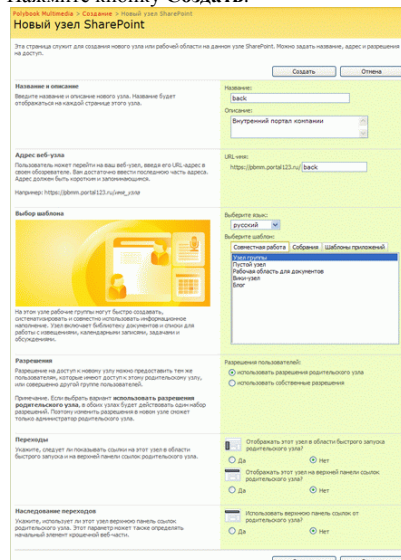 Нажмите кнопку Создать.
Polybook Multimedia > Создание > Новый узел SharePoint
Новый узел SharePoint
Эта страница служит для создания нового узла или рабочей области на данном узле SharePoint. Можно задать название, адрес и разрешения
на доступ.
Создать Отмена
Название и описание
Введите название и описание нового узла. Название будет
отображаться на каждой странице этого узла.
Название:
back
Описание:
Внутренний портал компании
Адрес веб-узла
Пользователь может перейти на ваш веб-узел, введя его URL-адрес в
своем обозревателе. Вам достаточно ввести последнюю часть адреса.
Адрес должен быть коротким и запоминающимся.
Например: https://pbmm.portal123.ru/имя_узла
URL-имя:
https://pbmm.portal123.ru/ back
Выбор шаблона
На этом узле рабочие группы могут быстро создавать,
систематизировать и совместно использовать информационное
наполнение. Узел включает библиотеку документов и списки для
работы с извещениями, календарными записями, задачами и
обсуждениями.
Выберите язык:
русский
Выберите шаблон:
Совместная работа Собрания Шаблоны приложений
Узел группы
Пустой узел
Рабочая область для документов
Вики-узел
Блог
Разрешения
Разрешение на доступ к новому узлу можно предоставить тем же
пользователям, которые имеют доступ к этому родительскому узлу,
или совершенно другой группе пользователей.
Примечание. Если выбрать вариант использовать разрешения
родительского узла, в обоих узлах будет действовать один набор
разрешений. Поэтому изменить разрешения в новом узле сможет
только администратор родительского узла.
Разрешения пользователей:
использовать разрешения родительского узла
использовать собственные разрешения
Переходы
Укажите, следует ли показывать ссылки на этот узел в области
быстрого запуска и на верхней панели ссылок родительского узла.
Отображать этот узел в области быстрого запуска
родительского узла?
Да Нет
Отображать этот узел на верхней панели ссылок
родительского узла?
Да Нет
Наследование переходов
Укажите, использует ли этот узел верхнюю панель ссылок
родительского узла. Этот параметр может также определять
начальный элемент крошечной веб-части.
Использовать верхнюю панель ссылок от
родительского узла?
Да Нет